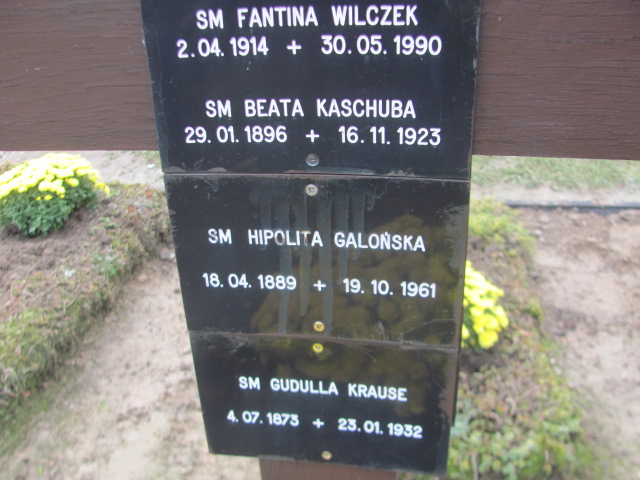 SM FANTINA WILCZEK
2.04.1914 + 30.05.1990
SM BEATA KASCHUBA
29.01.1896 + 16.11.1923
SM HIPOLITA GALOŃSKA
18.04.1889 + 19.10.1961
SM GUDULLA KRAUSE
4.07.1873 + 23.01.1932